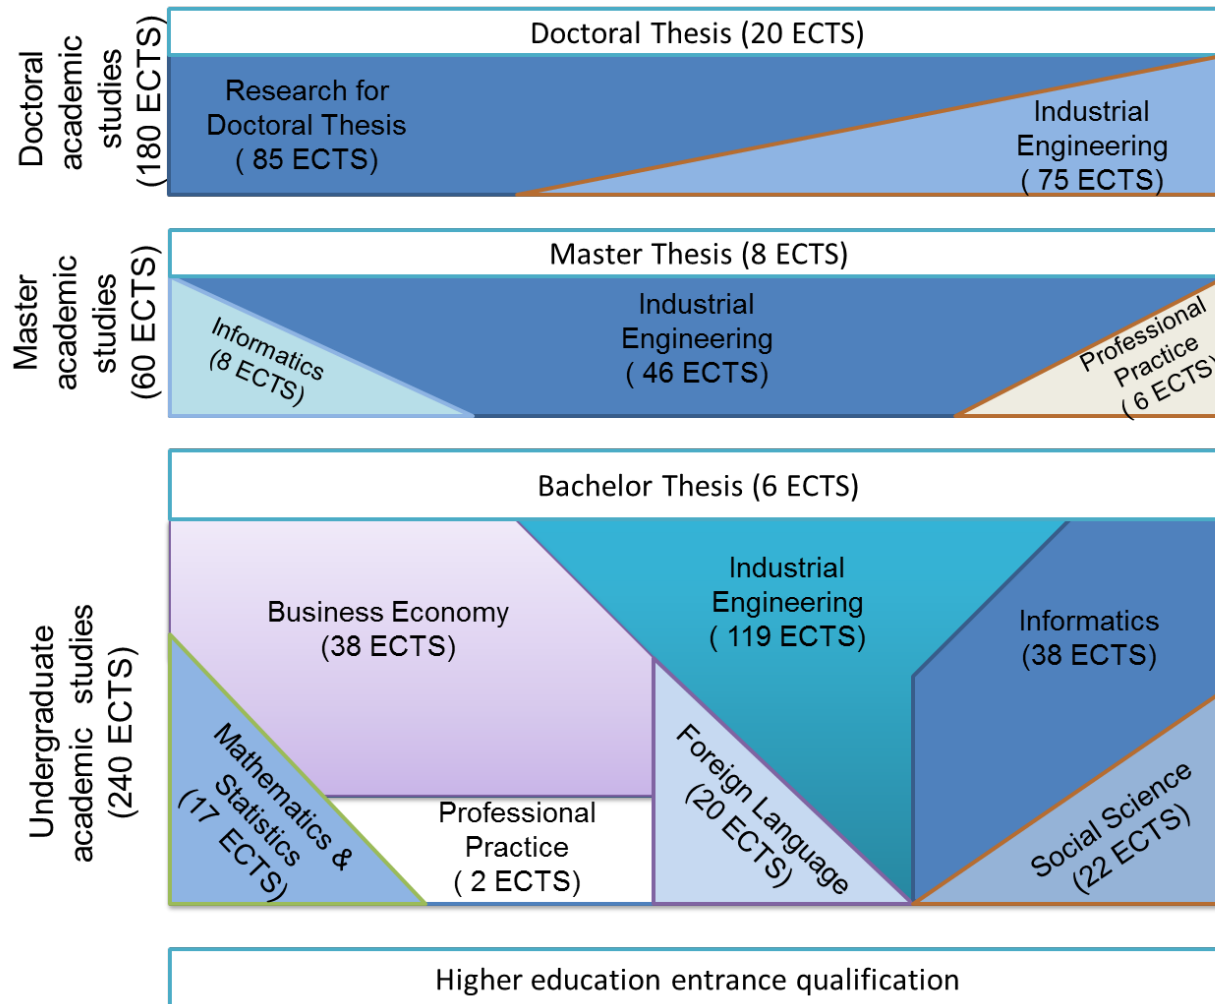 Doctoral
academic
studies
(180 ECTS)
Doctoral Thesis (20 ECTS)
Research for
Doctoral Thesis
( 85 ECTS)
Industrial
Engineering
( 75 ECTS)
Master
academic
studies
(60 ECTS)
Master Thesis (8 ECTS)
Informatics
(8 ECTS)
Industrial
Engineering
( 46 ECTS)
Professional
Practice
( 6 ECTS)
Undergraduate
academic studies
(240 ECTS)
Bachelor Thesis (6 ECTS)
Business Economy
(38 ECTS)
Industrial
Engineering
( 119 ECTS)
Informatics
(38 ECTS)
Mathematics &
Statistics
(17 ECTS)
Professional
Practice
( 2 ECTS)
Foreign Language
(20 ECTS)
Social Science
(22 ECTS)
Higher education entrance qualification